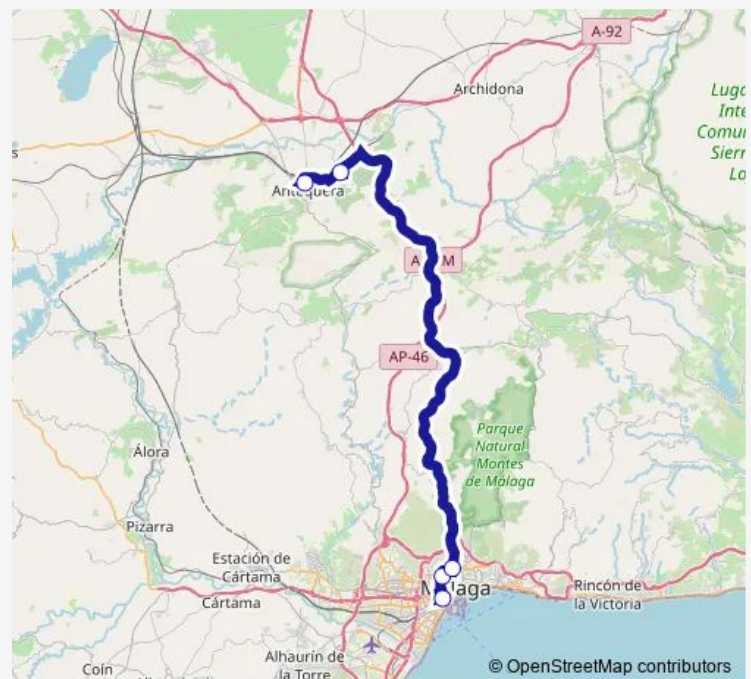 A-92
Archidona
Antequera
AP-46
Parque
Natural
Montes
de Málaga
Álora
Pizarra
Estación de
Cártama
Cártama
Málaga
Rincón de
la Victoria
Alhaurín de
la Torre
Coín
© OpenStreetMap contributors